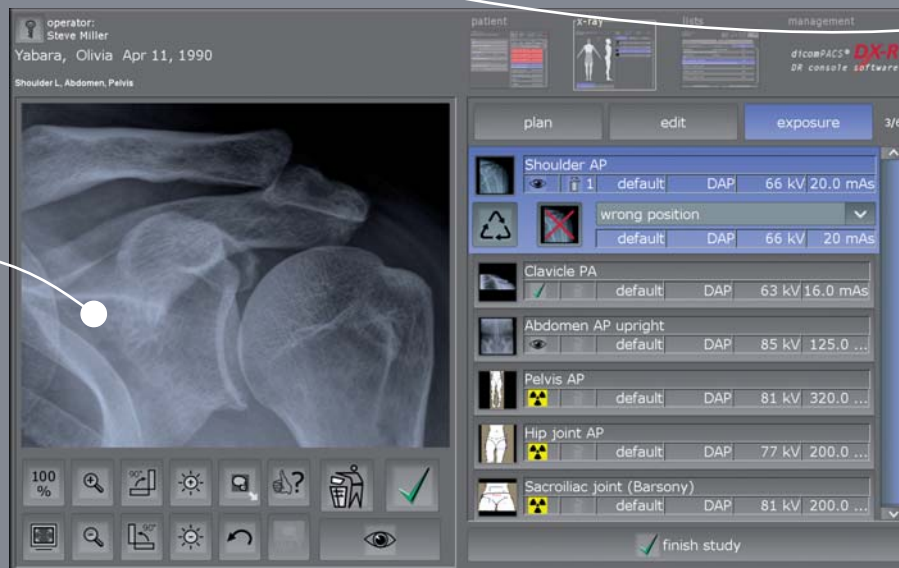 operator:
Steve Miller
Yabara, Olivia Apr 11, 1990
Shoulder L, Abdomen, Pelvis
patient
x-ray
lists
management
dicomPACS® DX-R
DR console software
plan
edit
exposure
3/6
Shoulder AP
1 default DAP 66 kV 20.0 mAs
wrong position
default DAP 66 kV 20 mAs
Clavicle PA
default DAP 63 kV 16.0 mAs
Abdomen AP upright
default DAP 85 kV 125.0 ...
Pelvis AP
default DAP 81 kV 320.0 ...
Hip joint AP
default DAP 77 kV 200.0 ...
Sacroiliac joint (Barsony)
default DAP 81 kV 200.0 ...
100
%
90°
?
90°
finish study